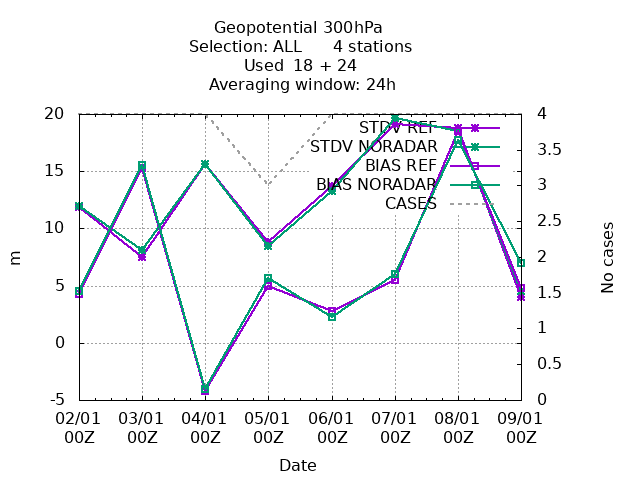 Geopotential 300hPa
Selection: ALL      4 stations
Used  18 + 24
Averaging window: 24h
20
15
10
5
0
-5
m
4
3.5
3
2.5
2
1.5
1
0.5
0
No cases
STDV REF
STDV NORADAR
BIAS REF
BIAS NORADAR
CASES
02/01 03/01 04/01 05/01 06/01 07/01 08/01 09/01
00Z 00Z 00Z 00Z 00Z 00Z 00Z 00Z
Date